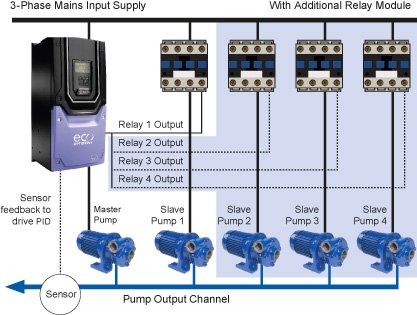 3-Phase Mains Input Supply
With Additional Relay Module
eco
Relay 1 Output
Relay 2 Output
Relay 3 Output
Relay 4 Output
Sensor
feedback to
drive PID
Master
Pump
Slave
Pump 1
Slave
Pump 2
Slave
Pump 3
Slave
Pump 4
Sensor
Pump Output Channel